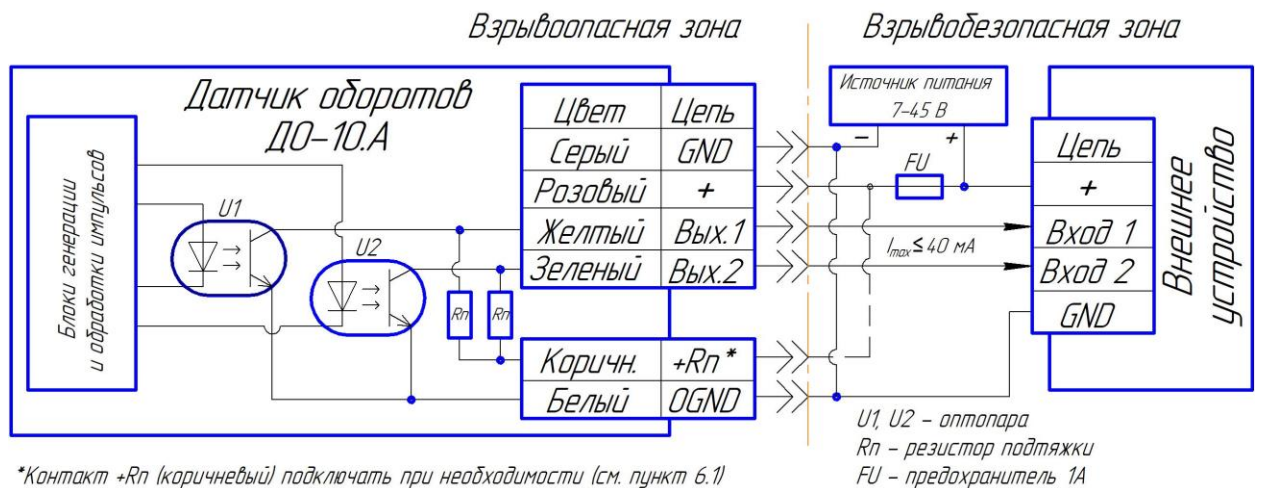 Взрывоопасная зона
Взрывобезопасная зона
Датчик оборотов
ДО-10.А
Блоки генерации
и обработки импульсов
U1
U2
Rп
Rп
Цвет Цепь
Серый GND
Розовый +
Желтый Вых.1
Зеленый Вых.2
Коричн. +Rп*
Белый OGND
Источник питания
7-45 В
- +
FU
Imax ≤ 40 мА
Цепь
+
Вход 1
Вход 2
GND
Внешнее
устройство
U1, U2 – оптопара
Rп – резистор подтяжки
FU – предохранитель 1А
*Контакт +Rп (коричневый) подключать при необходимости (см. пункт 6.1)